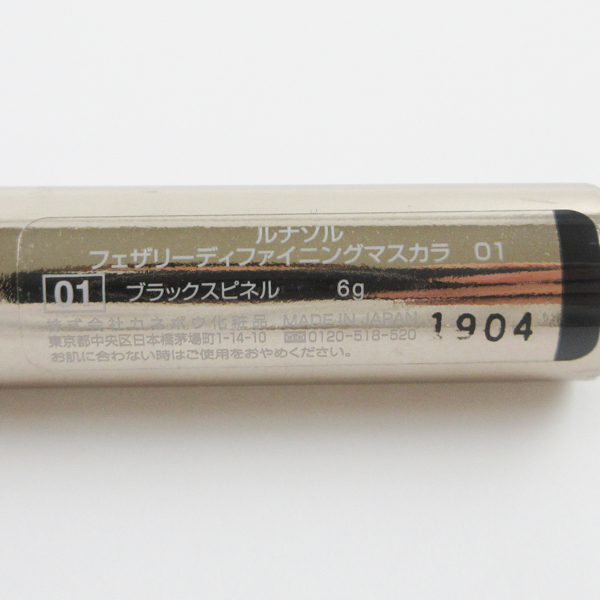 ルナソル
フェザリーディファイニングマスカラ 01
01 ブラックスピネル 6g
株式会社カネボウ化粧品 MADE IN JAPAN
東京都中央区日本橋茅場町1-14-10 0120-518-520
お肌に合わない時はご使用をおやめください。
1904